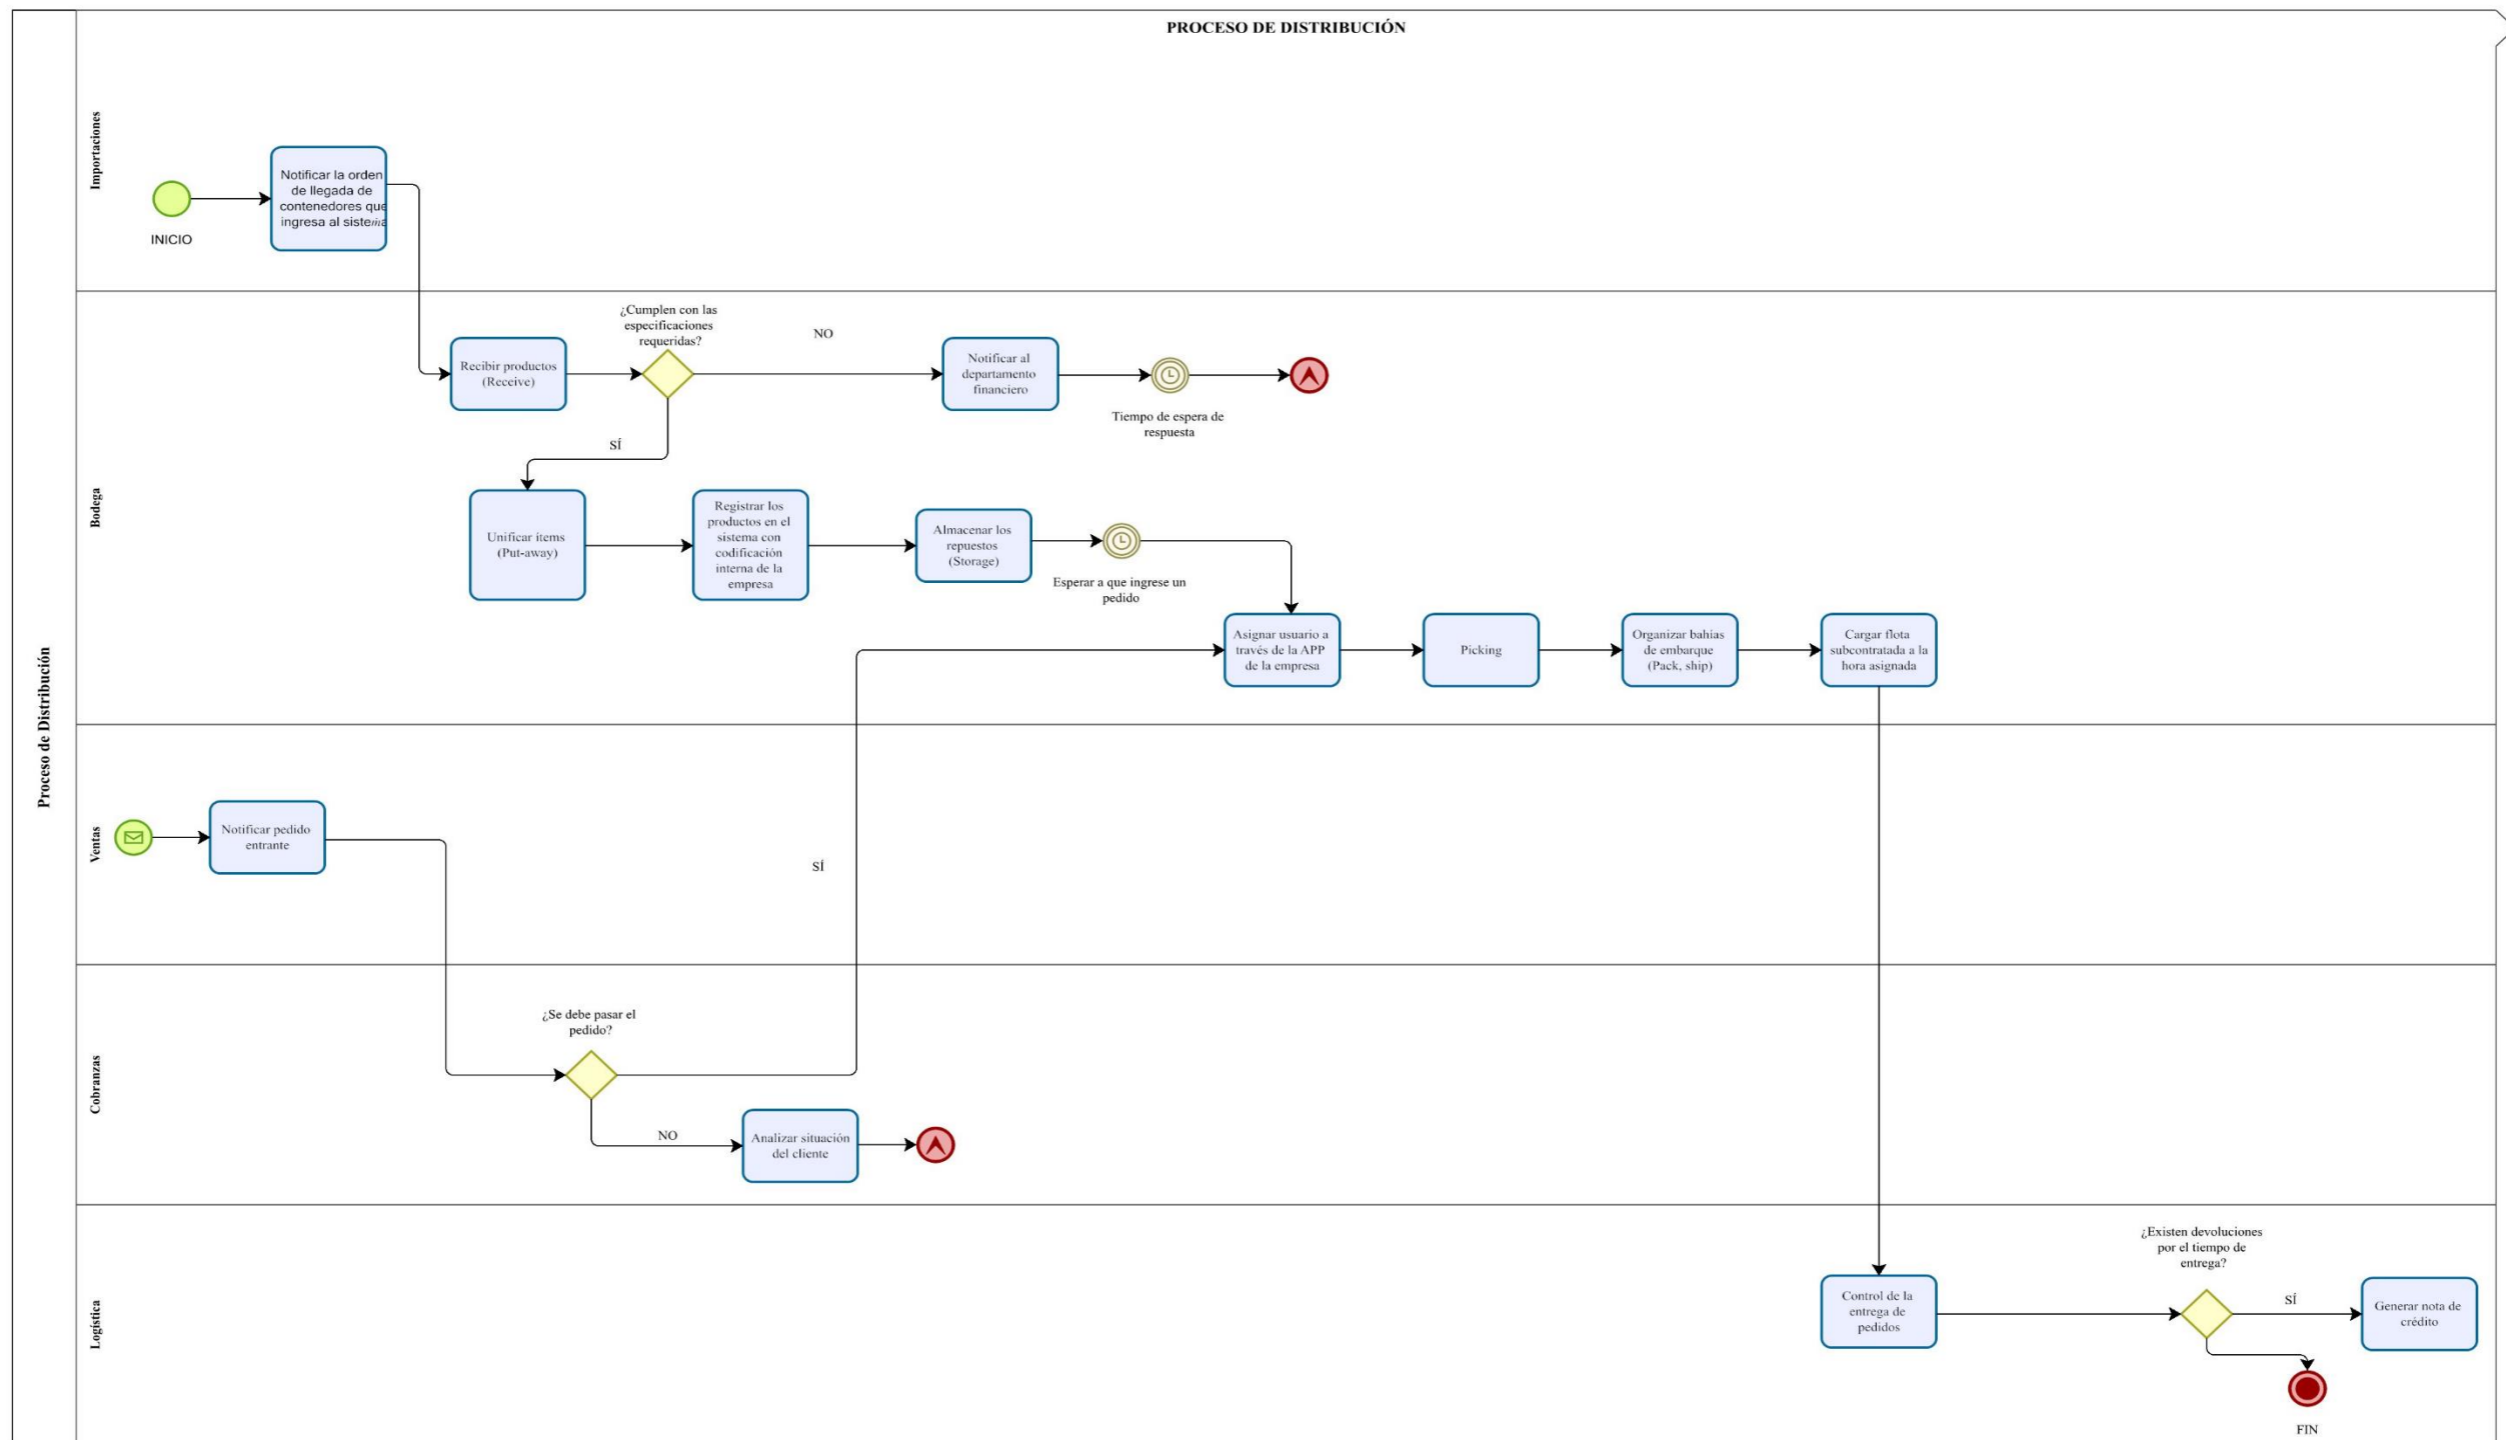 PROCESO DE DISTRIBUCIÓN
Proceso de Distribución
Importaciones
INICIO
Notificar la orden
de llegada de
contenedores que
ingresa al sistema
Bodega
Recibir productos
(Receive)
¿Cumplen con las
especificaciones
requeridas?
NO
Notificar al
departamento
financiero
Tiempo de espera de
respuesta
SÍ
Unificar ítems
(Put-away)
Registrar los
productos en el
sistema con
codificación
interna de la
empresa
Almacenar los
repuestos
(Storage)
Esperar a que ingrese un
pedido
Asignar usuario a
través de la APP
de la empresa
Picking
Organizar bahías
de embarque
(Pack, ship)
Cargar flota
subcontratada a la
hora asignada
Ventas
Notificar pedido
entrante
SÍ
Cobranzas
¿Se debe pasar el
pedido?
NO
Analizar situación
del cliente
Logística
Control de la
entrega de
pedidos
¿Existen devoluciones
por el tiempo de
entrega?
SÍ
Generar nota de
crédito
FIN